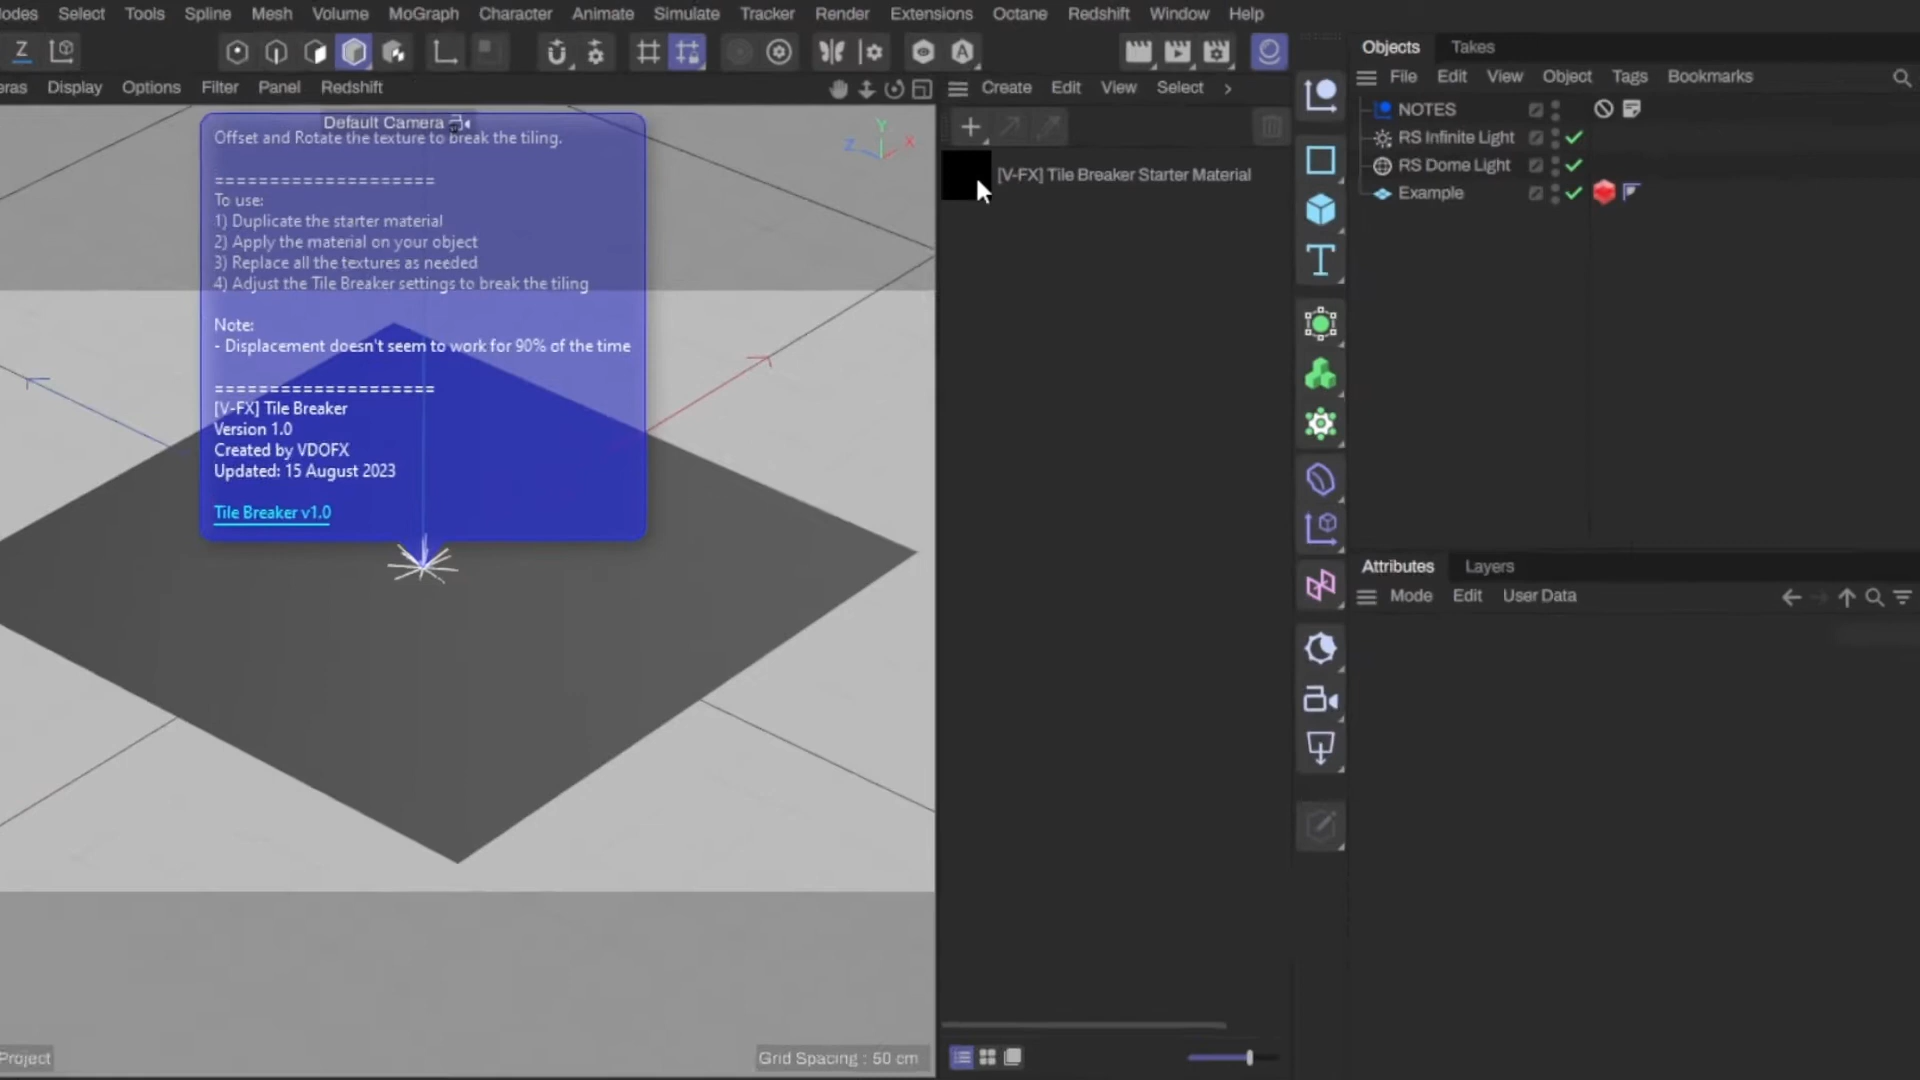 odes Select Tools Spline Mesh Volume MoGraph Character Animate Simulate Tracker Render Extensions Octane Redshift Window Help
Z
eras Display Options Filter Panel Redshift
Create Edit View Select
Objects Takes
File Edit View Object Tags Bookmarks
NOTES
RS Infinite Light
RS Dome Light
Example
[V-FX] Tile Breaker Starter Material
Default Camera
Y
Z
X
Offset and Rotate the texture to break the tiling.
====================
To use:
1) Duplicate the starter material
2) Apply the material on your object
3) Replace all the textures as needed
4) Adjust the Tile Breaker settings to break the tiling
Note:
- Displacement doesn't seem to work for 90% of the time
====================
[V-FX] Tile Breaker
Version 1.0
Created by VDOFX
Updated: 15 August 2023
Tile Breaker v1.0
Attributes Layers
Mode Edit User Data
Project
Grid Spacing : 50 cm